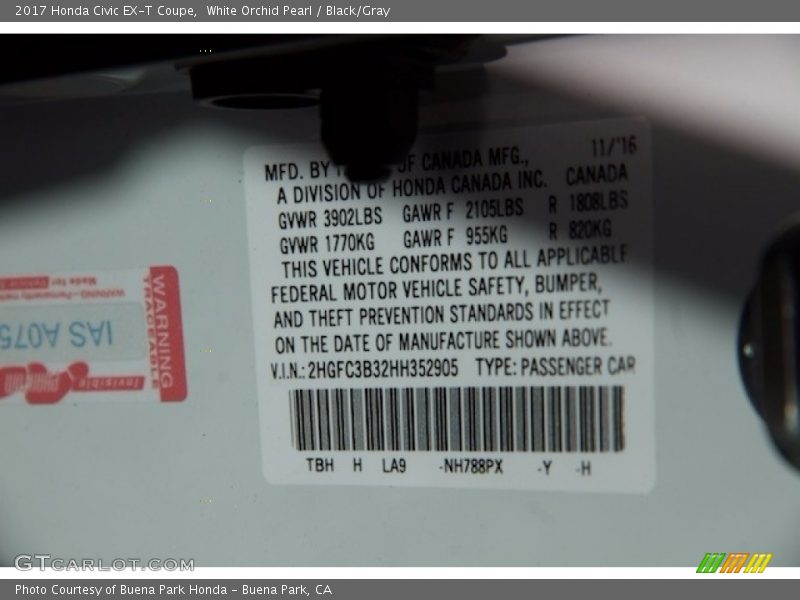 2017 Honda Civic EX-T Coupe, White Orchid Pearl / Black/Gray
11/'16
MFD. BY OF CANADA MFG.,
A DIVISION OF HONDA CANADA INC. CANADA
GVWR 3902LBS GAWR F 2105LBS R 1808LBS
GVWR 1770KG GAWR F 955KG R 820KG
THIS VEHICLE CONFORMS TO ALL APPLICABLE
FEDERAL MOTOR VEHICLE SAFETY, BUMPER,
AND THEFT PREVENTION STANDARDS IN EFFECT
ON THE DATE OF MANUFACTURE SHOWN ABOVE.
V.I.N.: 2HGFC3B32HH352905 TYPE: PASSENGER CAR
TBH H LA9 -NH788PX -Y -H
WARNING
TRACEABLE
IAS A075
Invisible
GTCARLOT.COM
Photo Courtesy of Buena Park Honda - Buena Park, CA